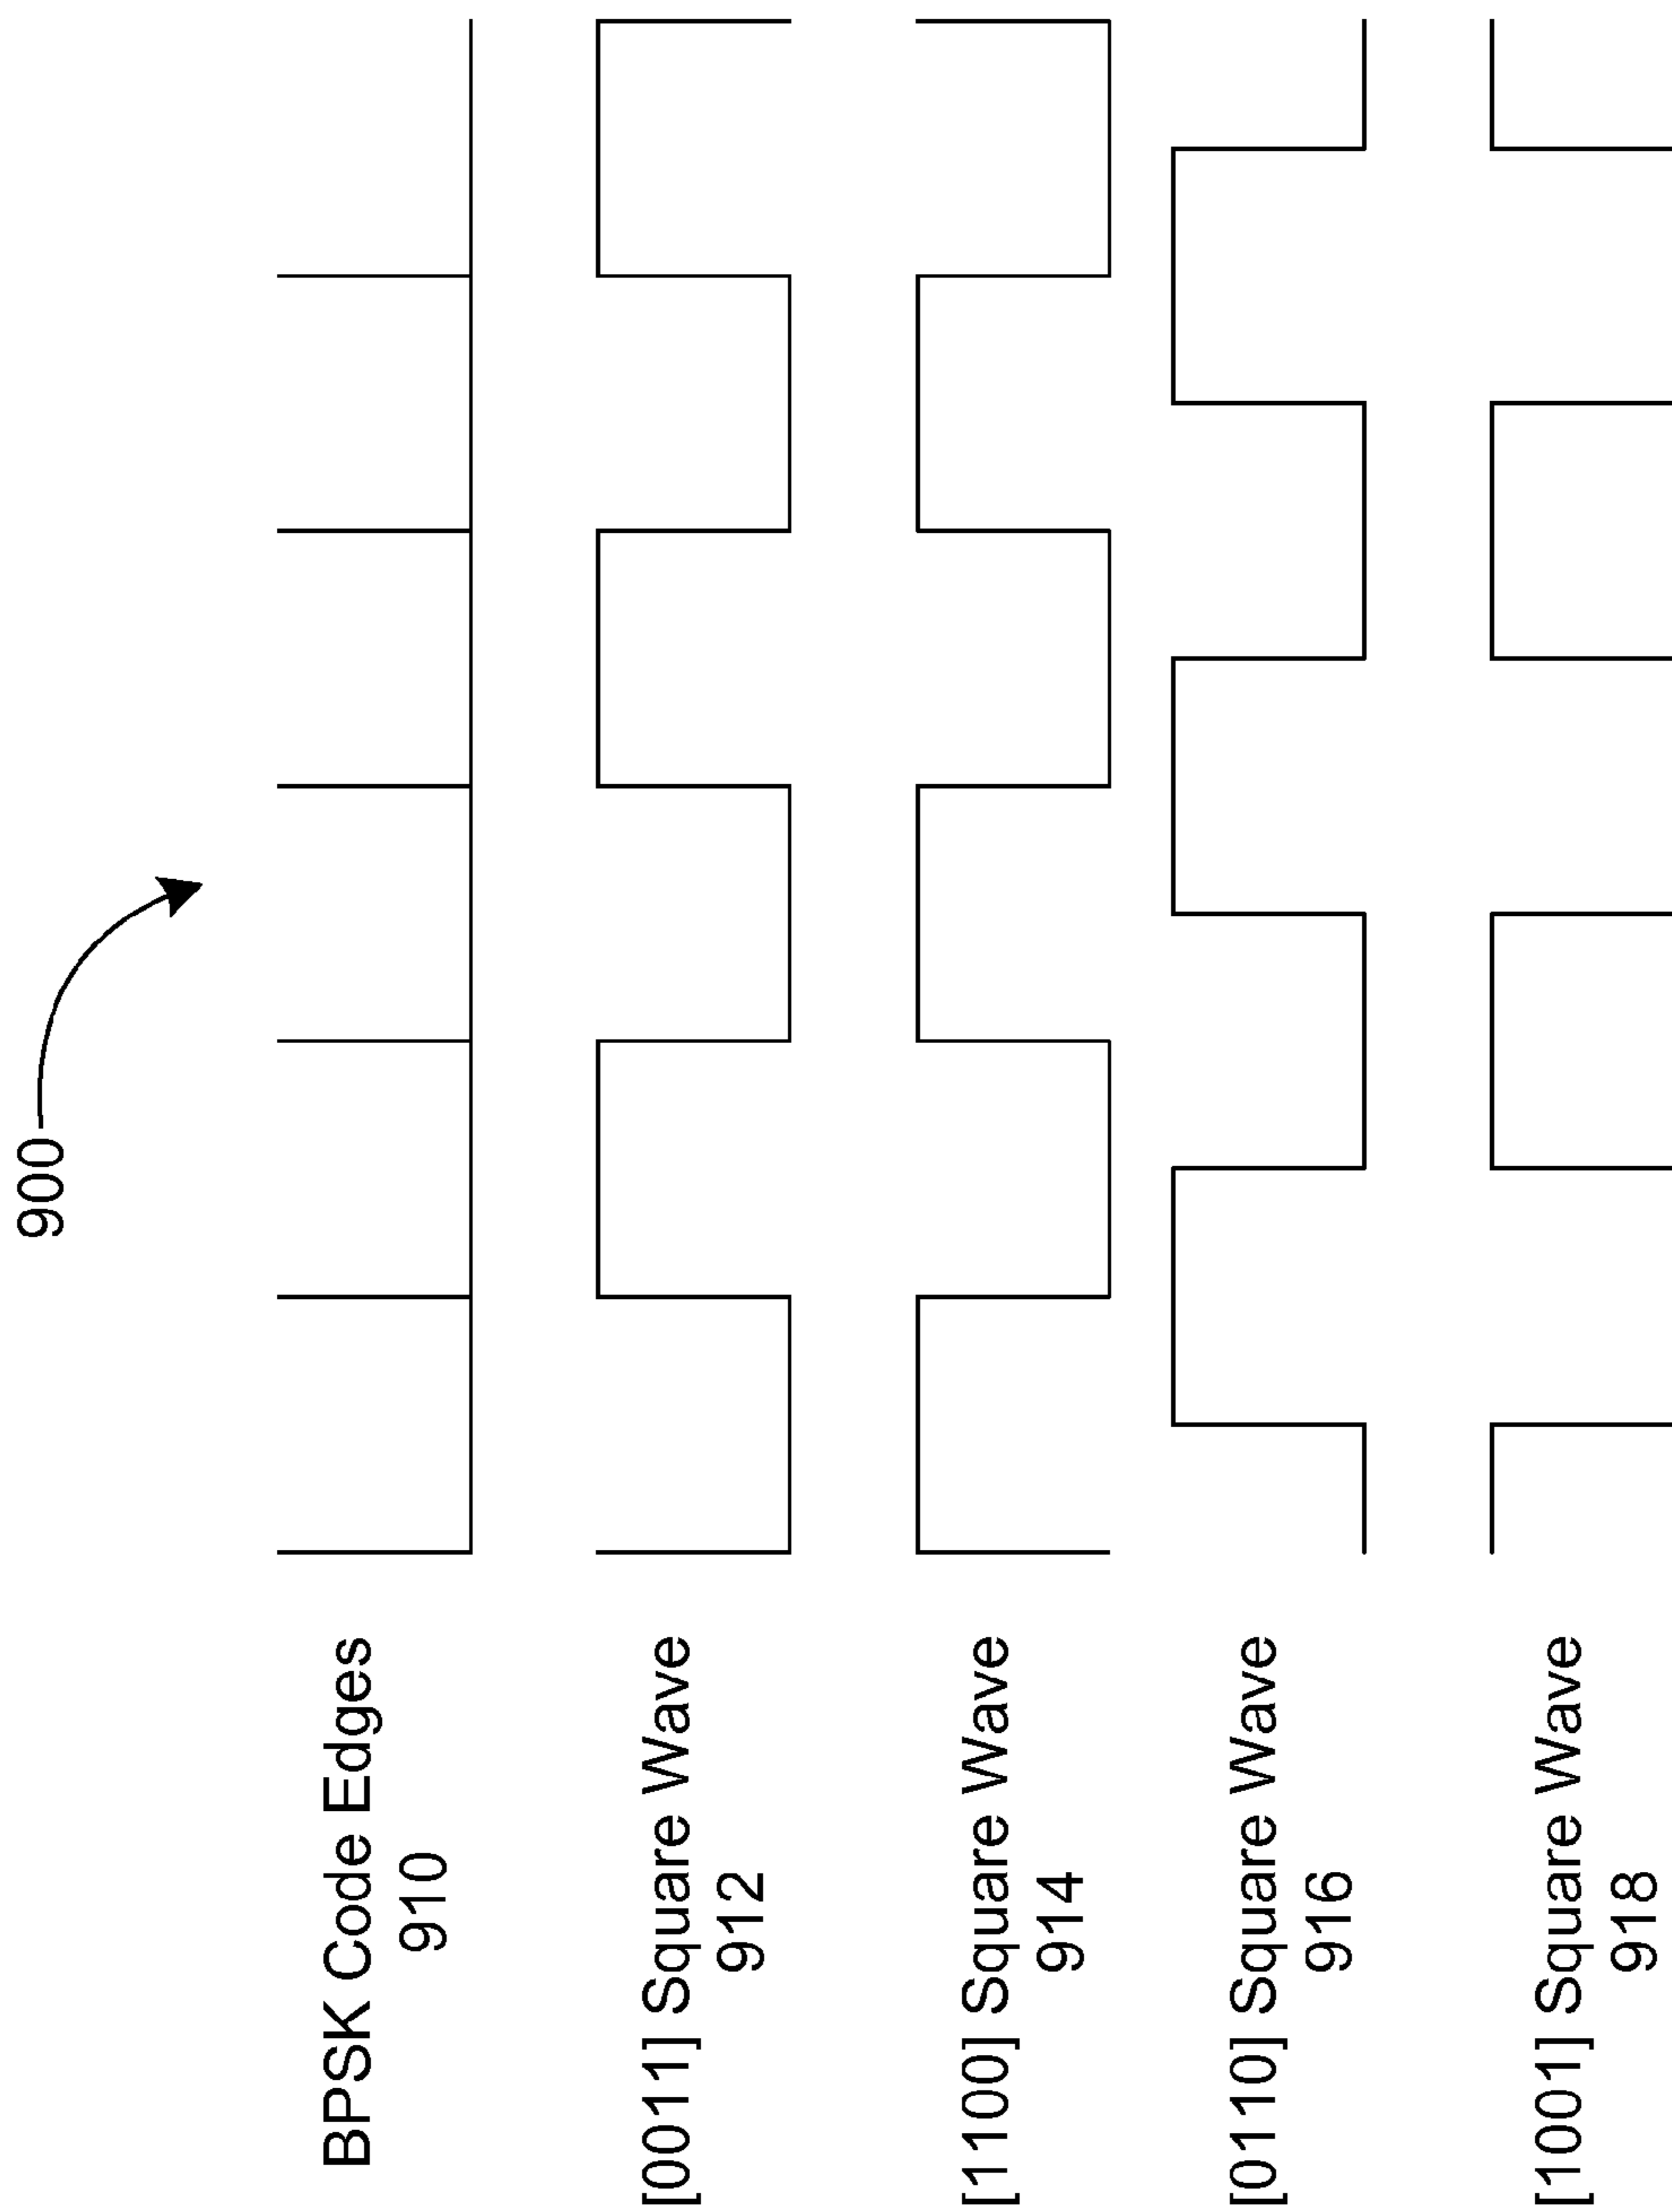 900
BPSK Code Edges
910
[0011] Square Wave
912
[1100] Square Wave
914
[0110] Square Wave
916
[1001] Square Wave
918